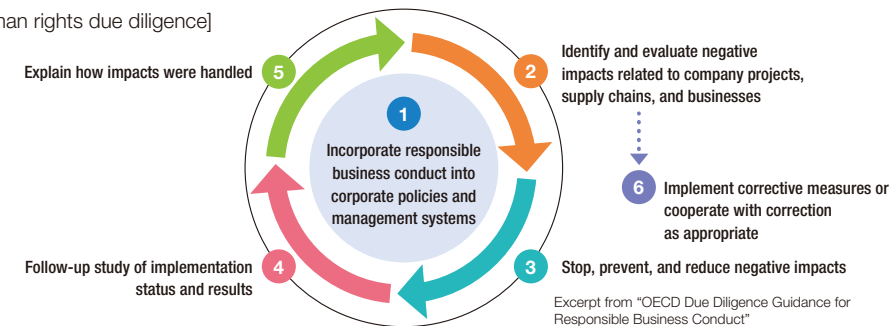 rights due diligence]
1
Incorporate responsible
business conduct into
corporate policies and
management systems
2
Identify and evaluate negative
impacts related to company projects,
supply chains, and businesses
6
Implement corrective measures or
cooperate with correction
as appropriate
3
Stop, prevent, and reduce negative impacts
4
Follow-up study of implementation
status and results
5
Explain how impacts were handled
Excerpt from “OECD Due Diligence Guidance for
Responsible Business Conduct”